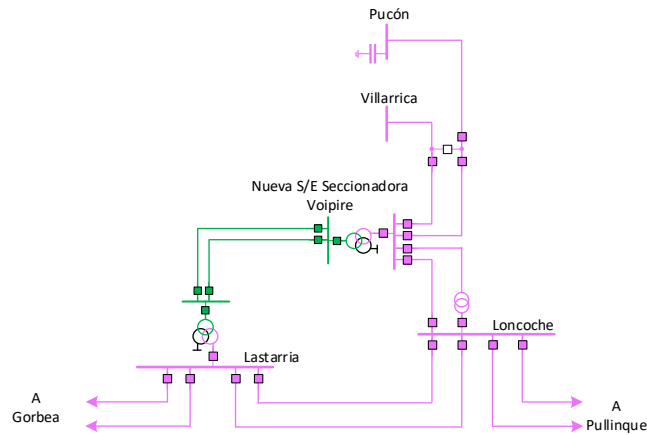 Pucón
Villarrica
Nueva S/E Seccionadora
Voipire
Loncoche
Lastarria
A
Gorbea
A
Pullinque